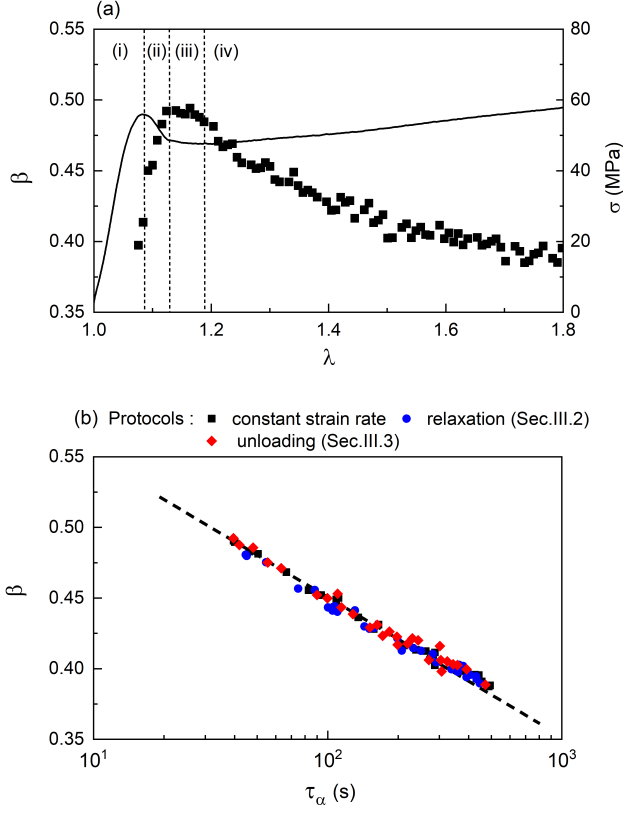 (a)
0.55 80
(i) (ii) (iii) (iv)
0.50 60
0.45 40
β σ (MPa)
0.40 20
0.35 0
1.0 1.2 1.4 1.6 1.8
λ
(b) Protocols : constant strain rate relaxation (Sec.III.2)
unloading (Sec.III.3)
0.55
0.50
β
0.45
0.40
0.35
10¹ 10² 10³
τα (s)